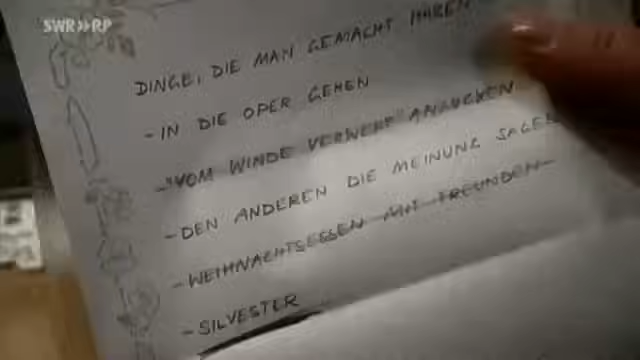 SWR»RP
DINGE, DIE MAN GEMACHT HABEN
- IN DIE OPER GEHEN
- "VOM WINDE VERWEHT" ANGUCKEN
- DEN ANDEREN DIE MEINUNG SAGEN
- WEIHNACHTSESSEN MIT FREUNDEN
- SILVESTER